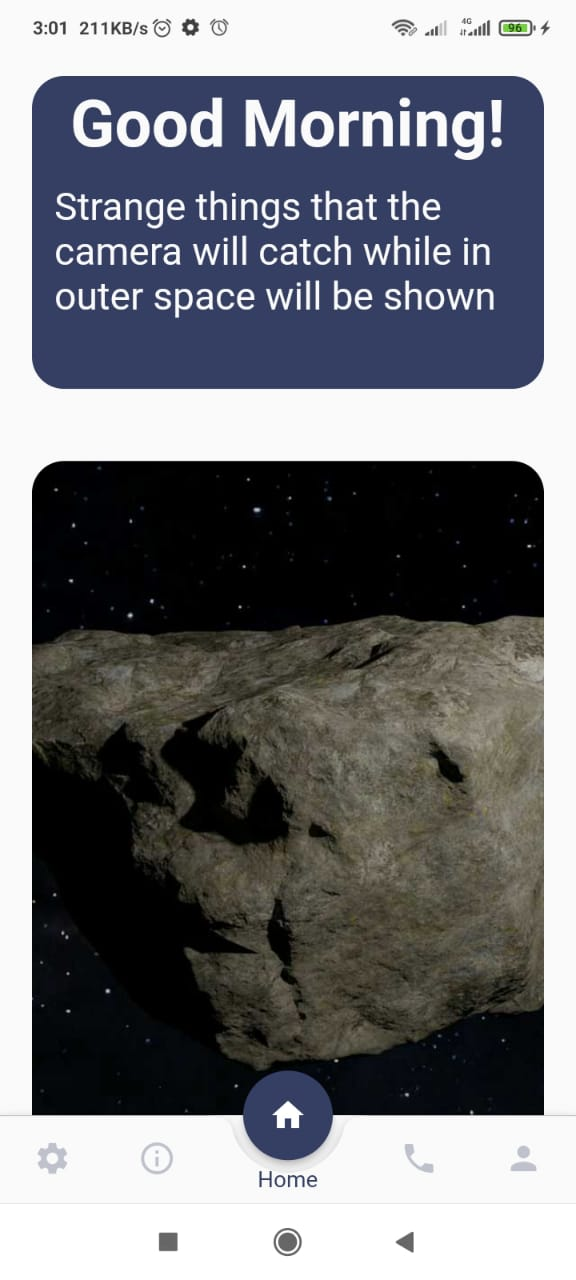 3:01 211KB/s
4G
96
Good Morning!
Strange things that the
camera will catch while in
outer space will be shown
Home